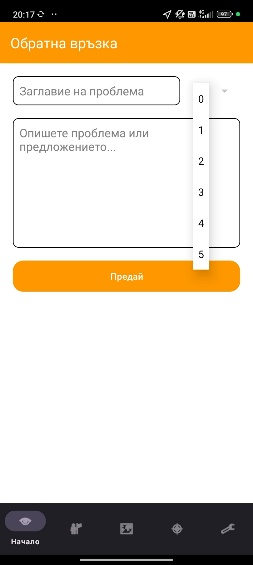 20:17
Обратна връзка
Заглавие на проблема
0
1
2
3
4
5
Опишете проблема или
предложението...
Предай
Начало